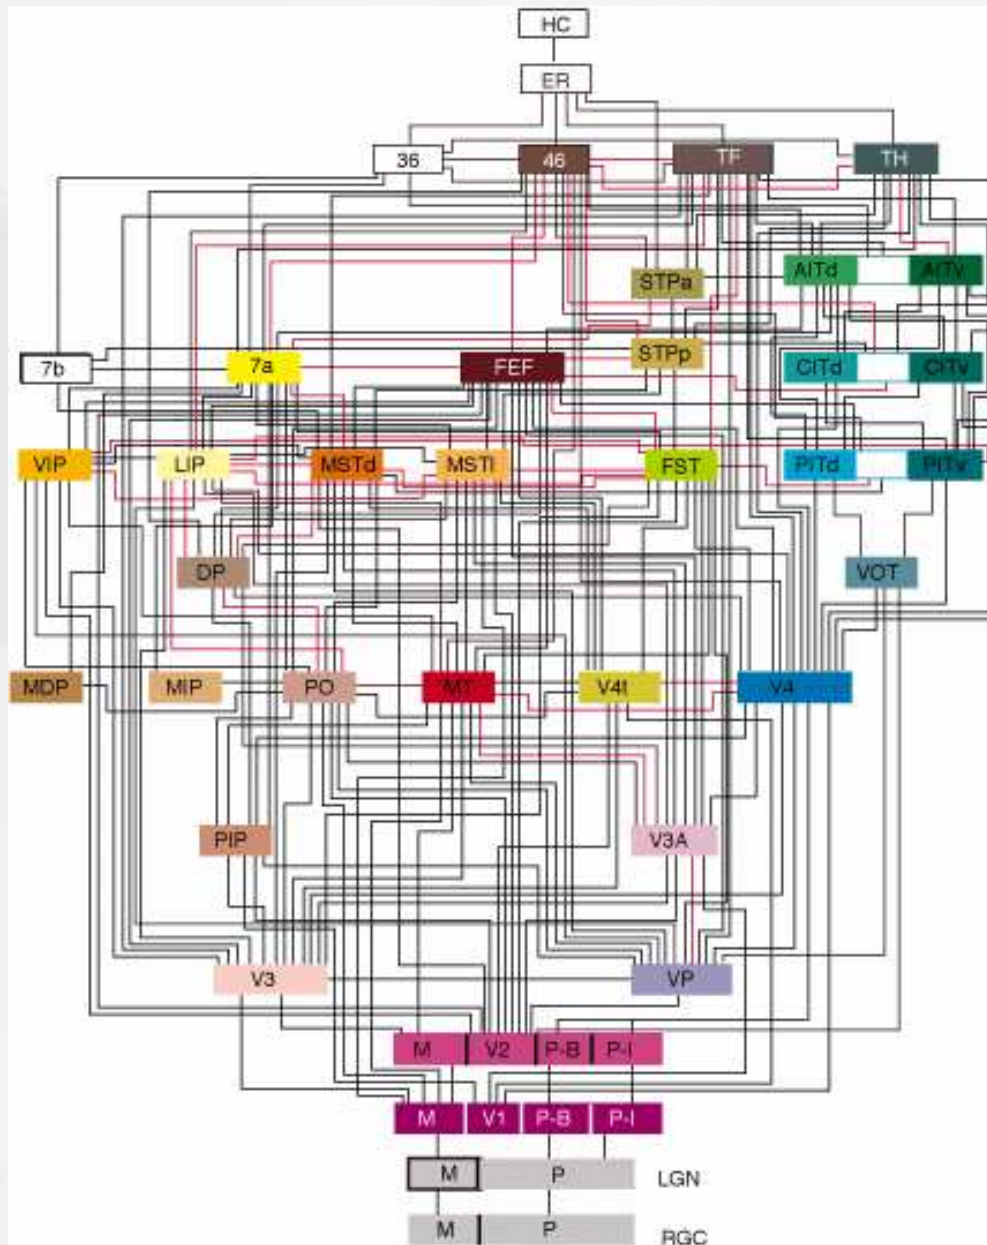 HC
ER
36 46 TF TH
STPa AITd AITv
7b 7a FEF STPp CITd CITv
VIP LIP MSTd MSTl FST PITd PITv
DP VOT
MDP MIP PO MT V4t V4
PIP V3A
V3 VP
M V2 P-B P-I
M V1 P-B P-I
M P LGN
M P RGC